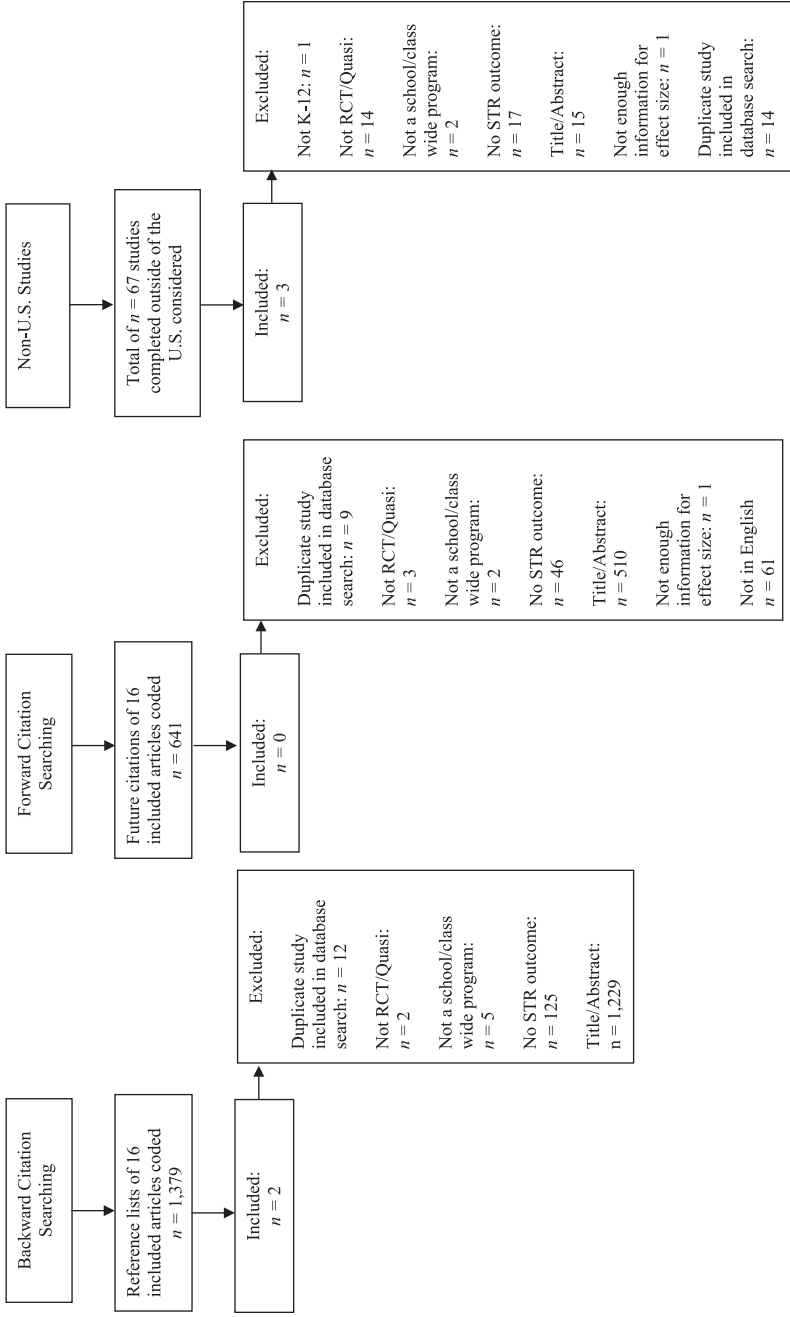 Backward Citation
Searching
Reference lists of 16
included articles coded
n = 1,379
Included:
n = 2
Excluded:
Duplicate study
included in database
search: n = 12
Not RCT/Quasi:
n = 2
Not a school/class
wide program:
n = 5
No STR outcome:
n = 125
Title/Abstract:
n = 1,229
Forward Citation
Searching
Future citations of 16
included articles coded
n = 641
Included:
n = 0
Excluded:
Duplicate study
included in database
search: n = 9
Not RCT/Quasi:
n = 3
Not a school/class
wide program:
n = 2
No STR outcome:
n = 46
Title/Abstract:
n = 510
Not enough
information for
effect size: n = 1
Not in English
n = 61
Non-U.S. Studies
Total of n = 67 studies
completed outside of the
U.S. considered
Included:
n = 3
Excluded:
Not K-12: n = 1
Not RCT/Quasi:
n = 14
Not a school/class
wide program:
n = 2
No STR outcome:
n = 17
Title/Abstract:
n = 15
Not enough
information for
effect size: n = 1
Duplicate study
included in
database search:
n = 14